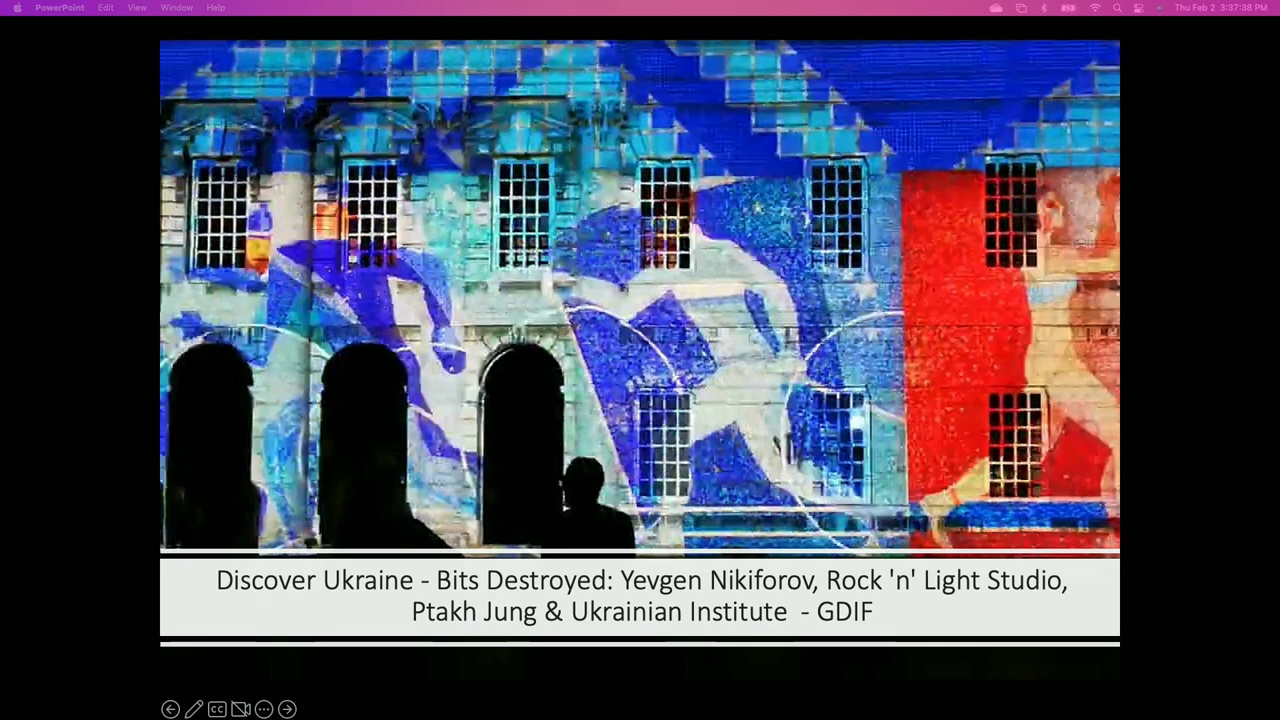 PowerPoint Edit View Window Help Thu Feb 2 3:37:38 PM
Discover Ukraine - Bits Destroyed: Yevgen Nikiforov, Rock 'n' Light Studio,
Ptakh Jung & Ukrainian Institute - GDIF
CC